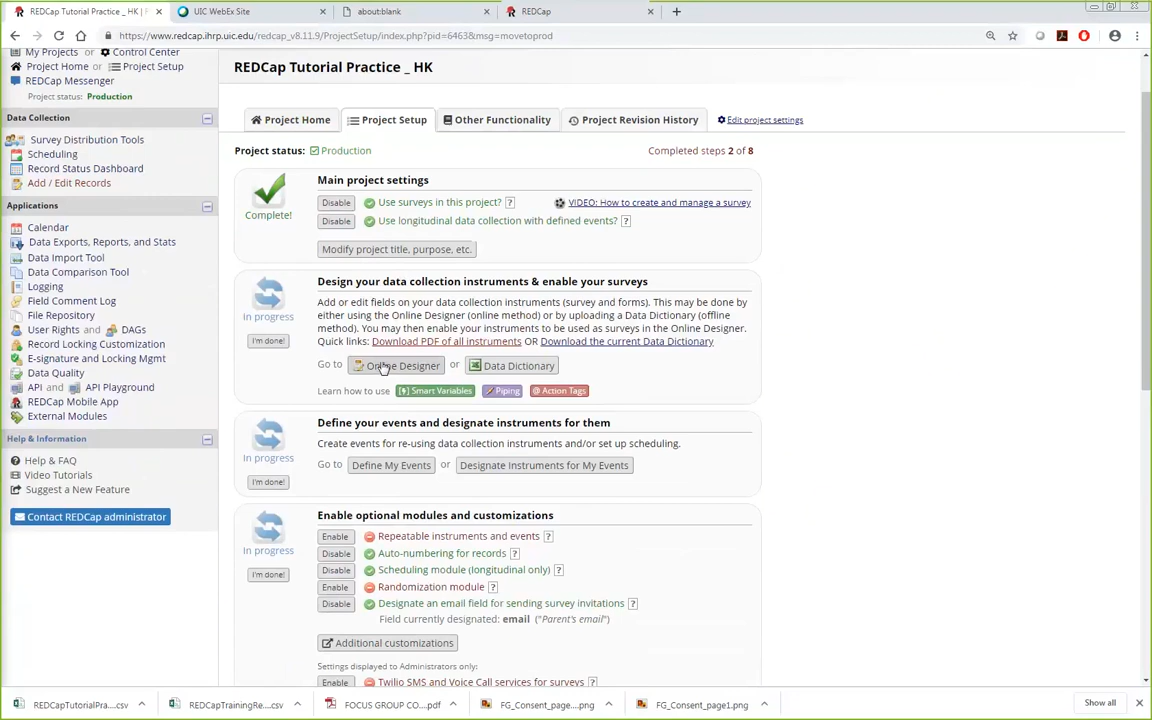 REDCap Tutorial Practice _ HK | R
UIC WebEx Site
about:blank
REDCap
https://www.redcap.ihrp.uic.edu/redcap_v8.11.9/ProjectSetup/index.php?pid=6463&msg=movetoprod
My Projects or Control Center
Project Home or Project Setup
REDCap Messenger
Project status: Production
Data Collection
Survey Distribution Tools
Scheduling
Record Status Dashboard
Add / Edit Records
Applications
Calendar
Data Exports, Reports, and Stats
Data Import Tool
Data Comparison Tool
Logging
Field Comment Log
File Repository
User Rights and DAGs
Record Locking Customization
E-signature and Locking Mgmt
Data Quality
API and API Playground
REDCap Mobile App
External Modules
Help & Information
Help & FAQ
Video Tutorials
Suggest a New Feature
Contact REDCap administrator
REDCap Tutorial Practice _ HK
Project Home
Project Setup
Other Functionality
Project Revision History
Edit project settings
Project status: Production
Completed steps 2 of 8
Complete!
Main project settings
Disable Use surveys in this project? ? VIDEO: How to create and manage a survey
Disable Use longitudinal data collection with defined events? ?
Modify project title, purpose, etc.
In progress
I'm done!
Design your data collection instruments & enable your surveys
Add or edit fields on your data collection instruments (survey and forms). This may be done by
either using the Online Designer (online method) or by uploading a Data Dictionary (offline
method). You may then enable your instruments to be used as surveys in the Online Designer.
Quick links: Download PDF of all instruments OR Download the current Data Dictionary
Go to Online Designer or Data Dictionary
Learn how to use [ ] Smart Variables Piping @ Action Tags
In progress
I'm done!
Define your events and designate instruments for them
Create events for re-using data collection instruments and/or set up scheduling.
Go to Define My Events or Designate Instruments for My Events
In progress
I'm done!
Enable optional modules and customizations
Enable Repeatable instruments and events ?
Disable Auto-numbering for records ?
Disable Scheduling module (longitudinal only) ?
Enable Randomization module ?
Disable Designate an email field for sending survey invitations ?
Field currently designated: email ("Parent's email")
Additional customizations
Settings displayed to Administrators only:
Enable Twilio SMS and Voice Call services for surveys ?
REDCapTutorialPra....csv
REDCapTrainingRe....csv
FOCUS GROUP CO....pdf
FG_Consent_page....png
FG_Consent_page1.png
Show all